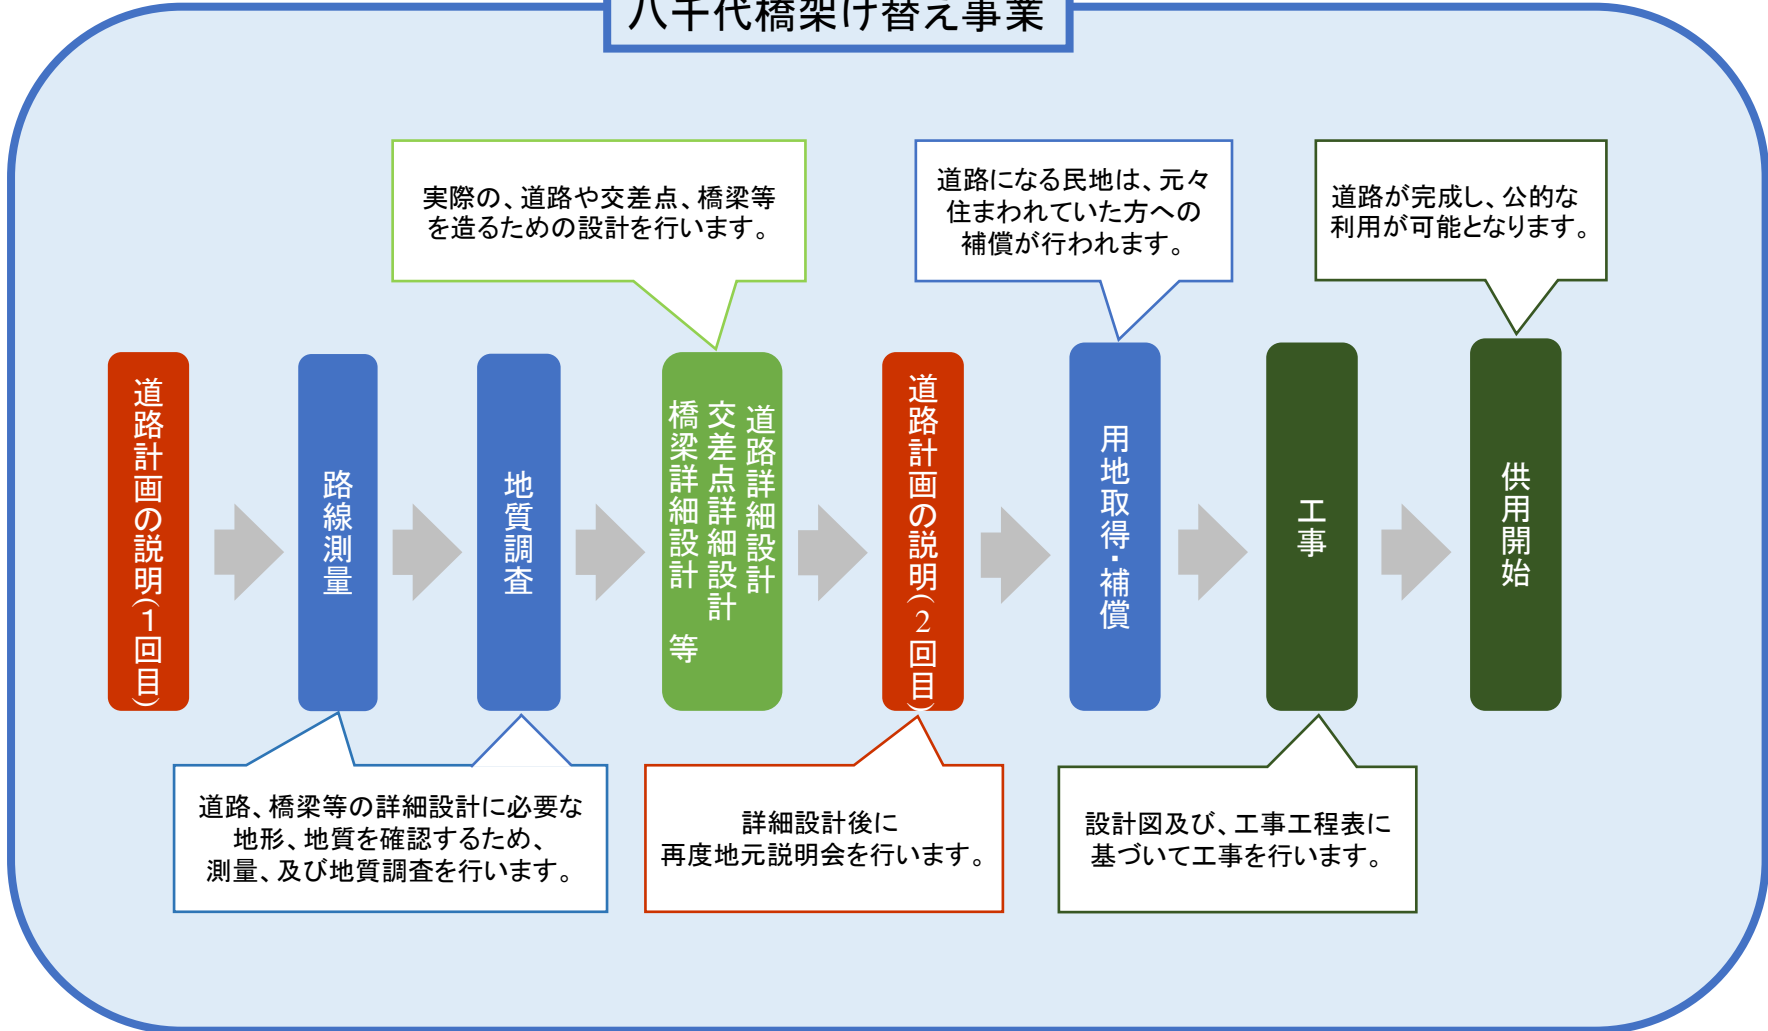 八千代橋架け替え事業
実際の、道路や交差点、橋梁等
を造るための設計を行います。
道路になる民地は、元々
住まわれていた方への
補償が行われます。
道路が完成し、公的な
利用が可能となります。
道路計画の説明(1回目)
路線測量
地質調査
道路詳細設計
交差点詳細設計
橋梁詳細設計 等
道路計画の説明(2回目)
用地取得・補償
工事
供用開始
道路、橋梁等の詳細設計に必要な
地形、地質を確認するため、
測量、及び地質調査を行います。
詳細設計後に
再度地元説明会を行います。
設計図及び、工事工程表に
基づいて工事を行います。